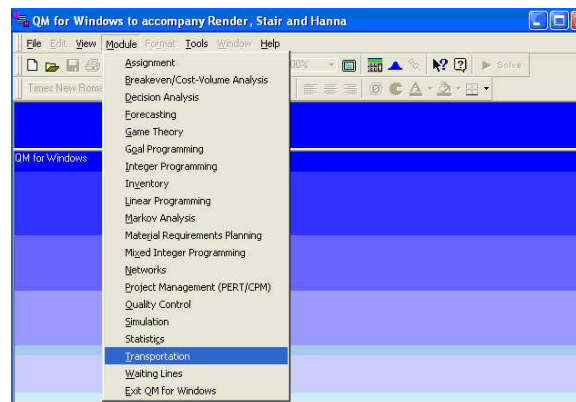 QM for Windows to accompany Render, Stair and Hanna
File Edit View Module Format Tools Window Help
Solve
Times New Roma
QM for Windows
Assignment
Breakeven/Cost-Volume Analysis
Decision Analysis
Forecasting
Game Theory
Goal Programming
Integer Programming
Inventory
Linear Programming
Markov Analysis
Material Requirements Planning
Mixed Integer Programming
Networks
Project Management (PERT/CPM)
Quality Control
Simulation
Statistics
Transportation
Waiting Lines
Exit QM for Windows